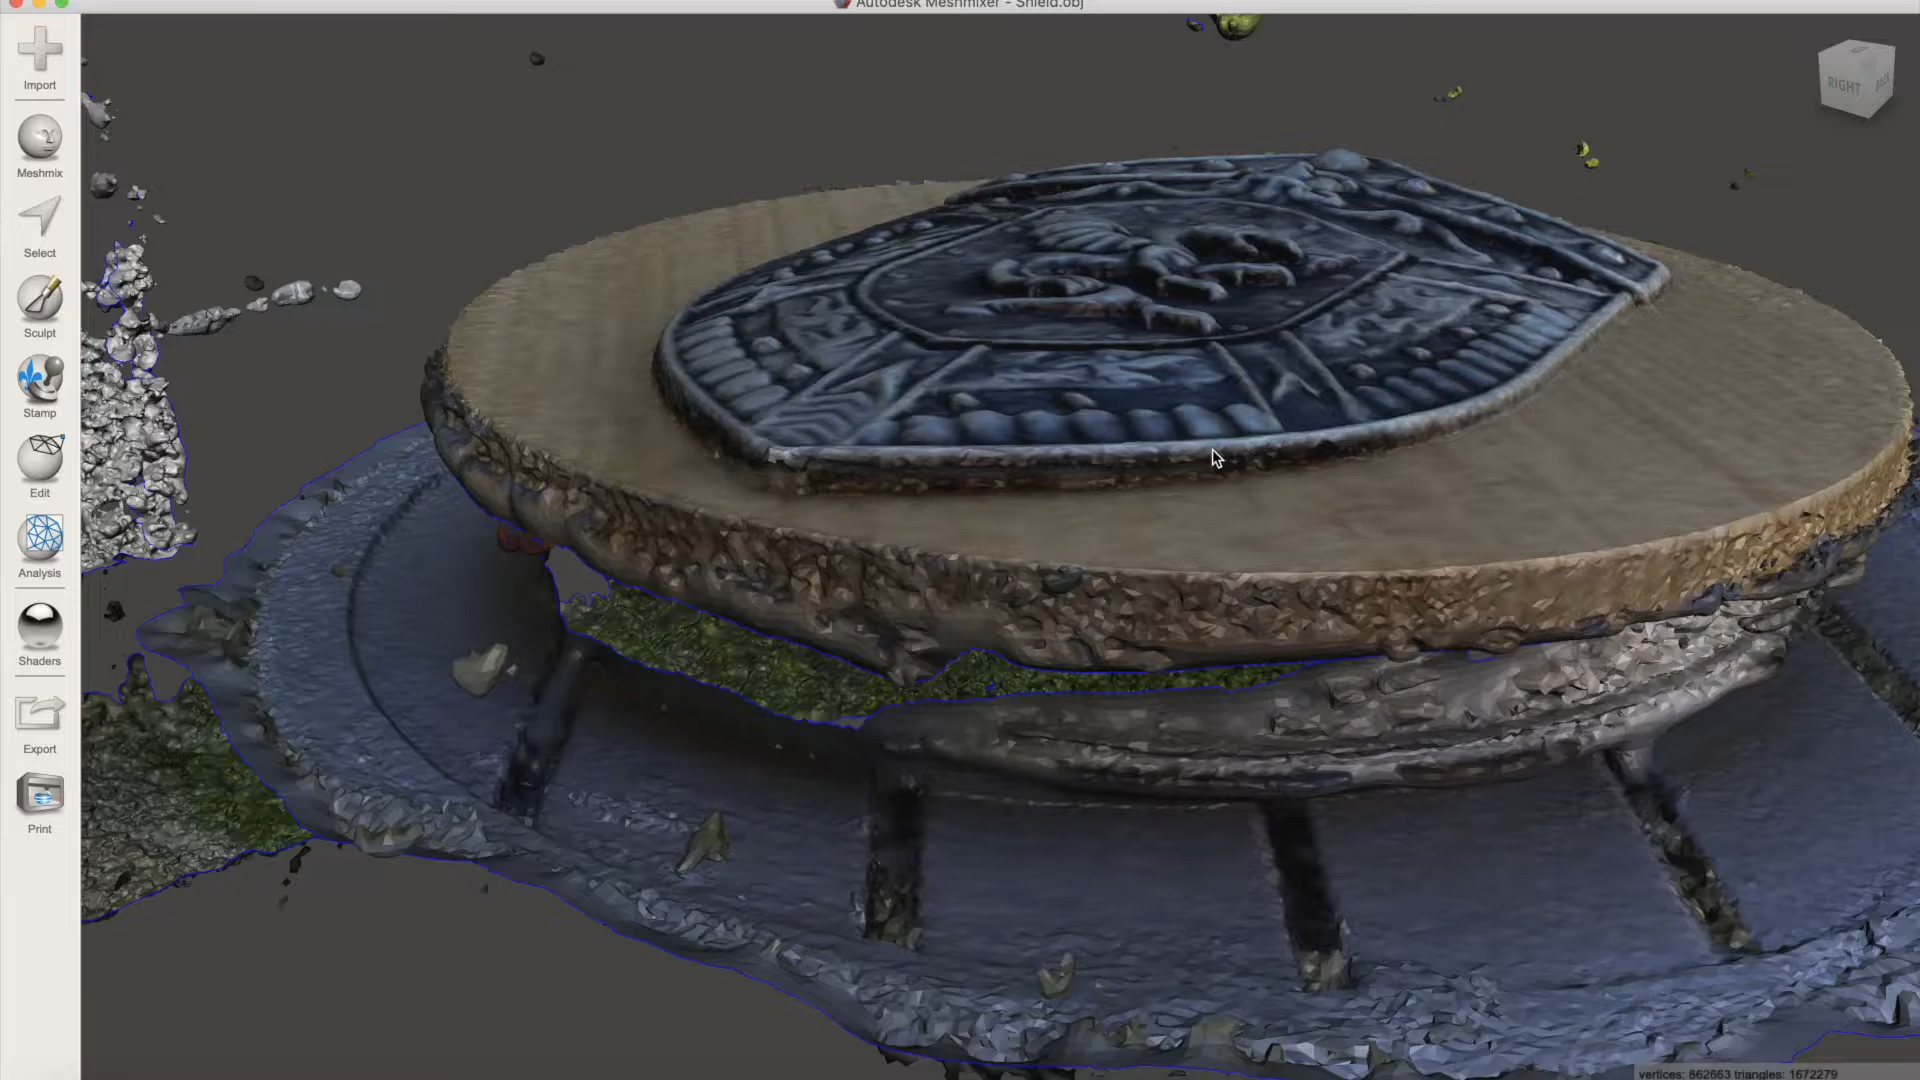 Autodesk Meshmixer - Shield.obj
Import
Meshmix
Select
Sculpt
Stamp
Edit
Analysis
Shaders
Export
Print
RIGHT
BACK
vertices: 862663 triangles: 1672279